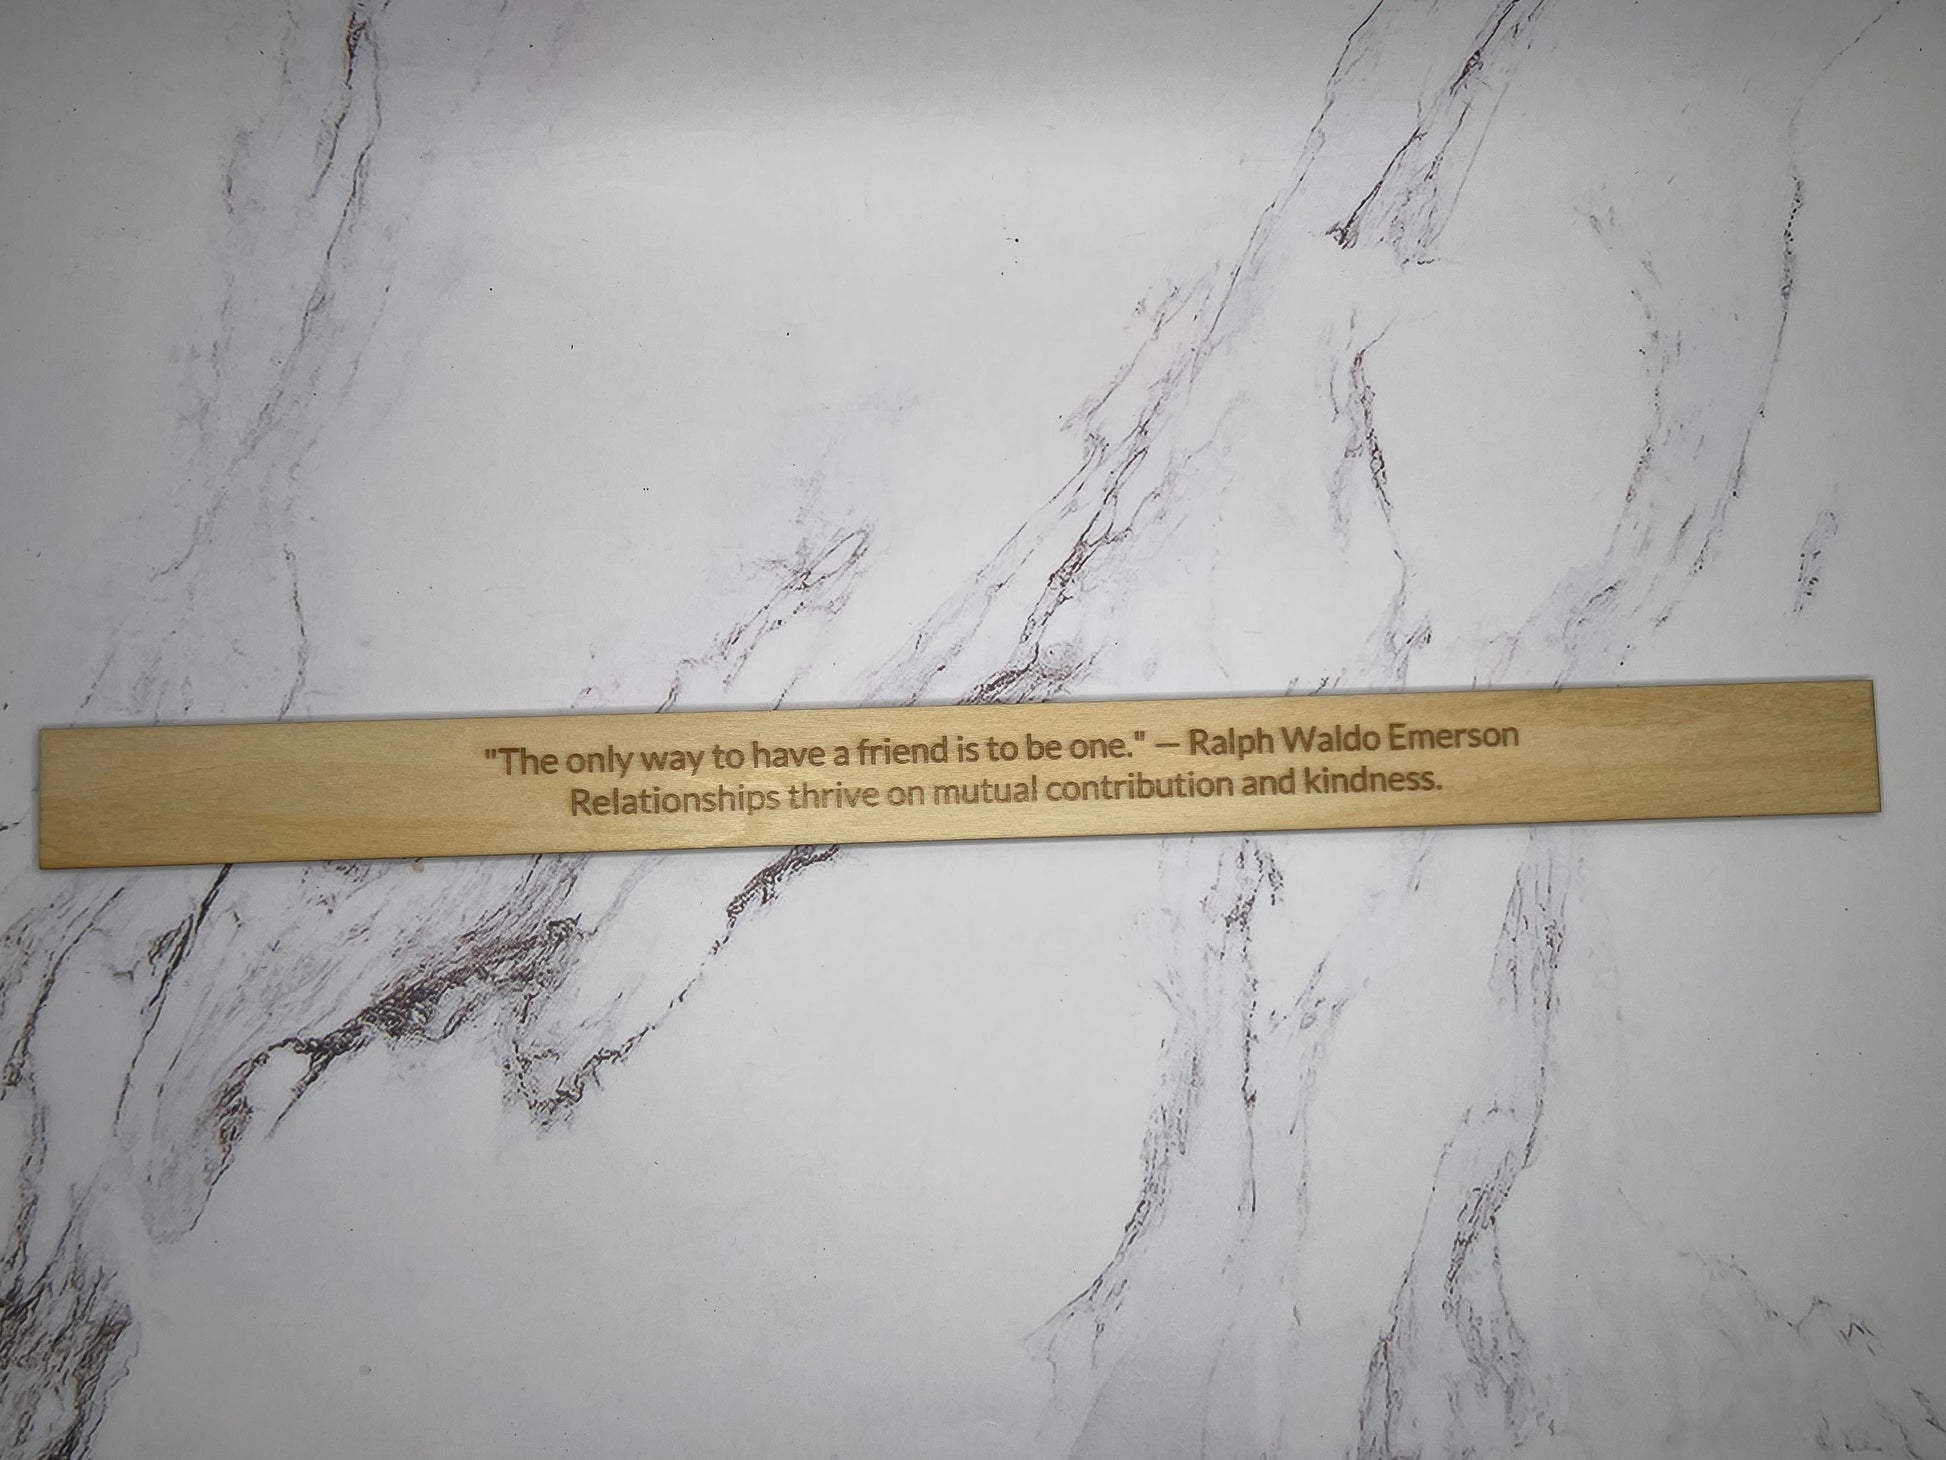 "The only way to have a friend is to be one." — Ralph Waldo Emerson
Relationships thrive on mutual contribution and kindness.